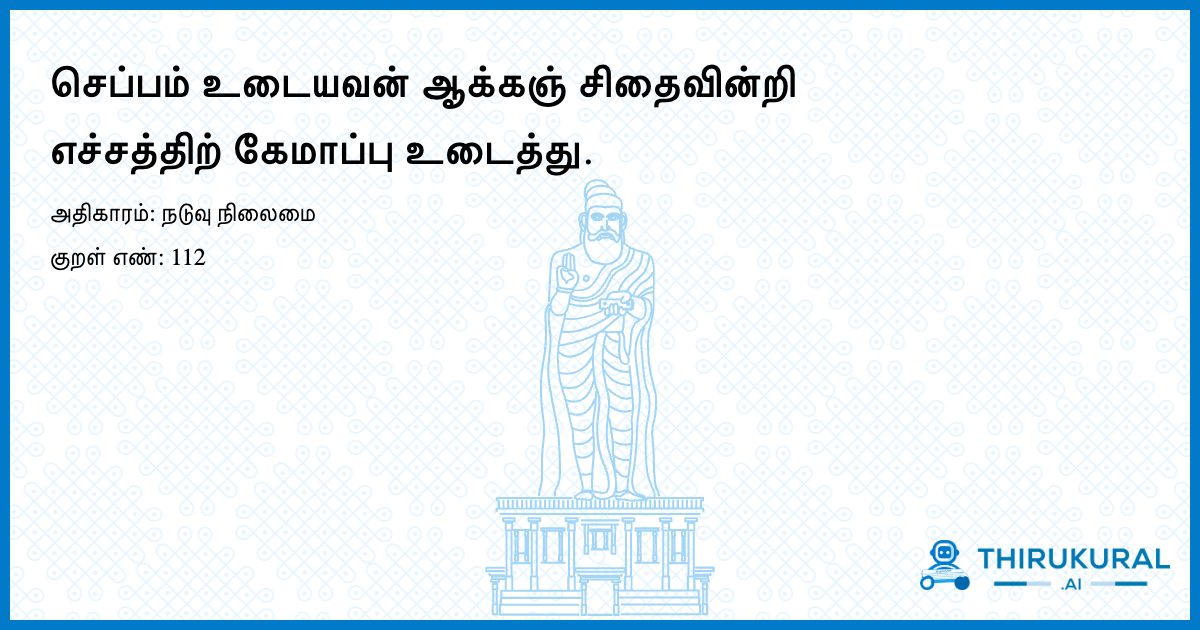 செப்பம் உடையவன் ஆக்கஞ் சிதைவின்றி
எச்சத்திற் கேமாப்பு உடைத்து.
அதிகாரம்: நடுவு நிலைமை
குறள் எண்: 112
THIRUKURAL
.AI